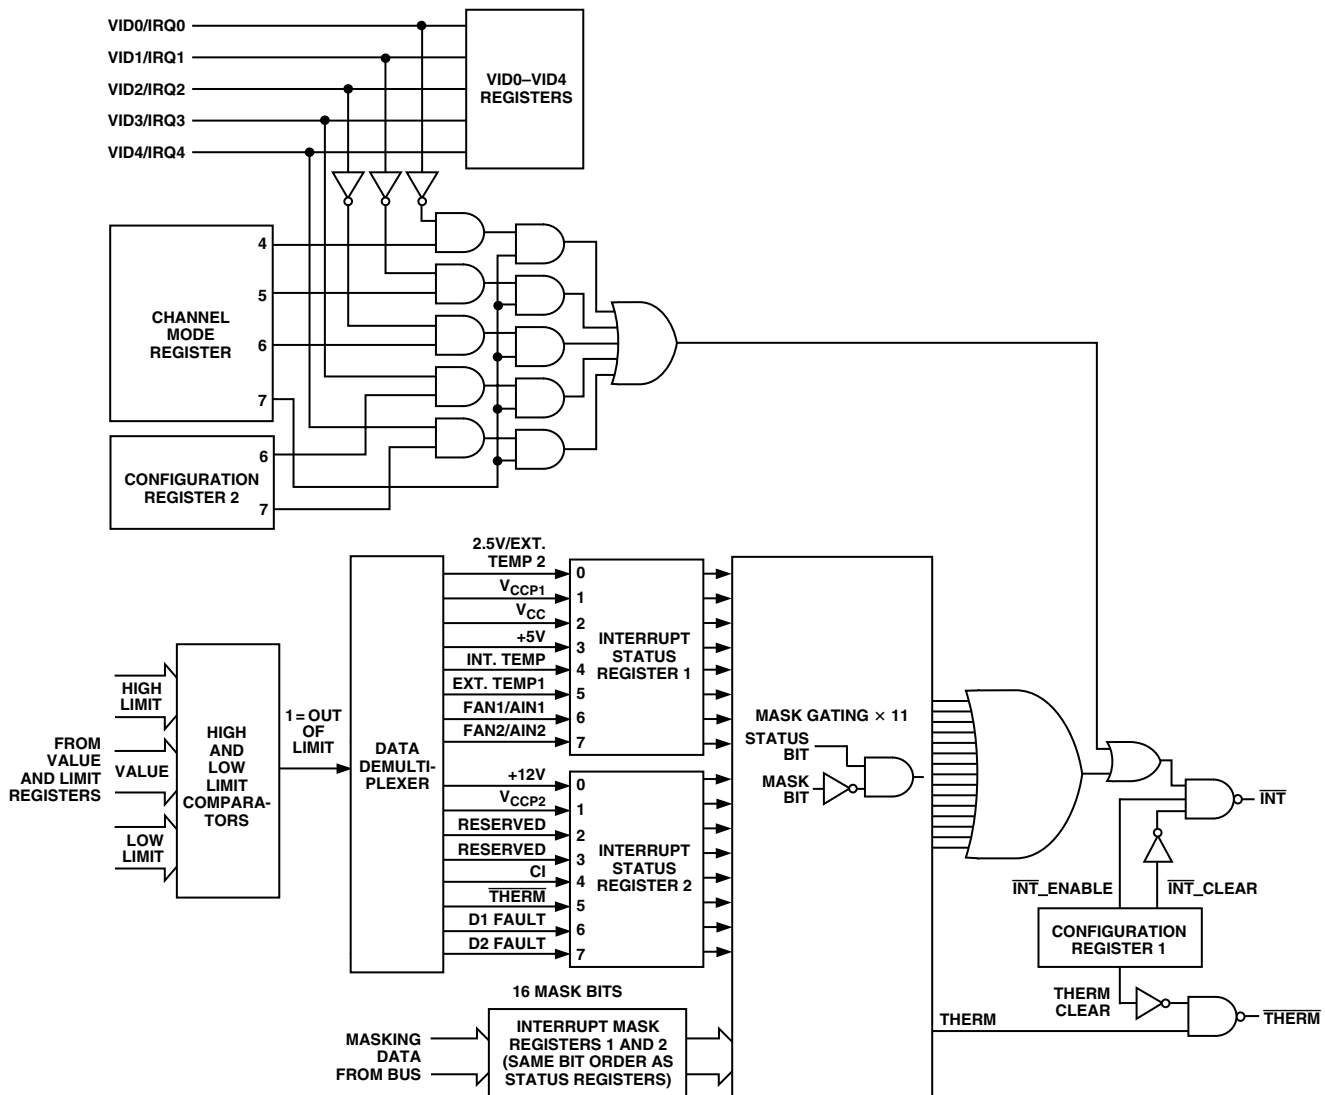 VID0/IRQ0
VID1/IRQ1
VID2/IRQ2
VID3/IRQ3
VID4/IRQ4
VID0–VID4
REGISTERS
CHANNEL
MODE
REGISTER
4
5
6
7
CONFIGURATION
REGISTER 2
6
7
FROM
VALUE
AND LIMIT
REGISTERS
HIGH
LIMIT
VALUE
LOW
LIMIT
HIGH
AND
LOW
LIMIT
COMPARA-
TORS
1 = OUT
OF
LIMIT
DATA
DEMULTI-
PLEXER
2.5V/EXT.
TEMP 2
VCCP1
VCC
+5V
INT. TEMP
EXT. TEMP1
FAN1/AIN1
FAN2/AIN2
0
1
2
3
4
5
6
7
INTERRUPT
STATUS
REGISTER 1
+12V
VCCP2
RESERVED
RESERVED
CI
THERM
D1 FAULT
D2 FAULT
0
1
2
3
4
5
6
7
INTERRUPT
STATUS
REGISTER 2
MASK GATING × 11
STATUS
BIT
MASK
BIT
16 MASK BITS
MASKING
DATA
FROM BUS
INTERRUPT MASK
REGISTERS 1 AND 2
(SAME BIT ORDER AS
STATUS REGISTERS)
INT
INT_ENABLE
INT_CLEAR
CONFIGURATION
REGISTER 1
THERM
CLEAR
THERM
THERM